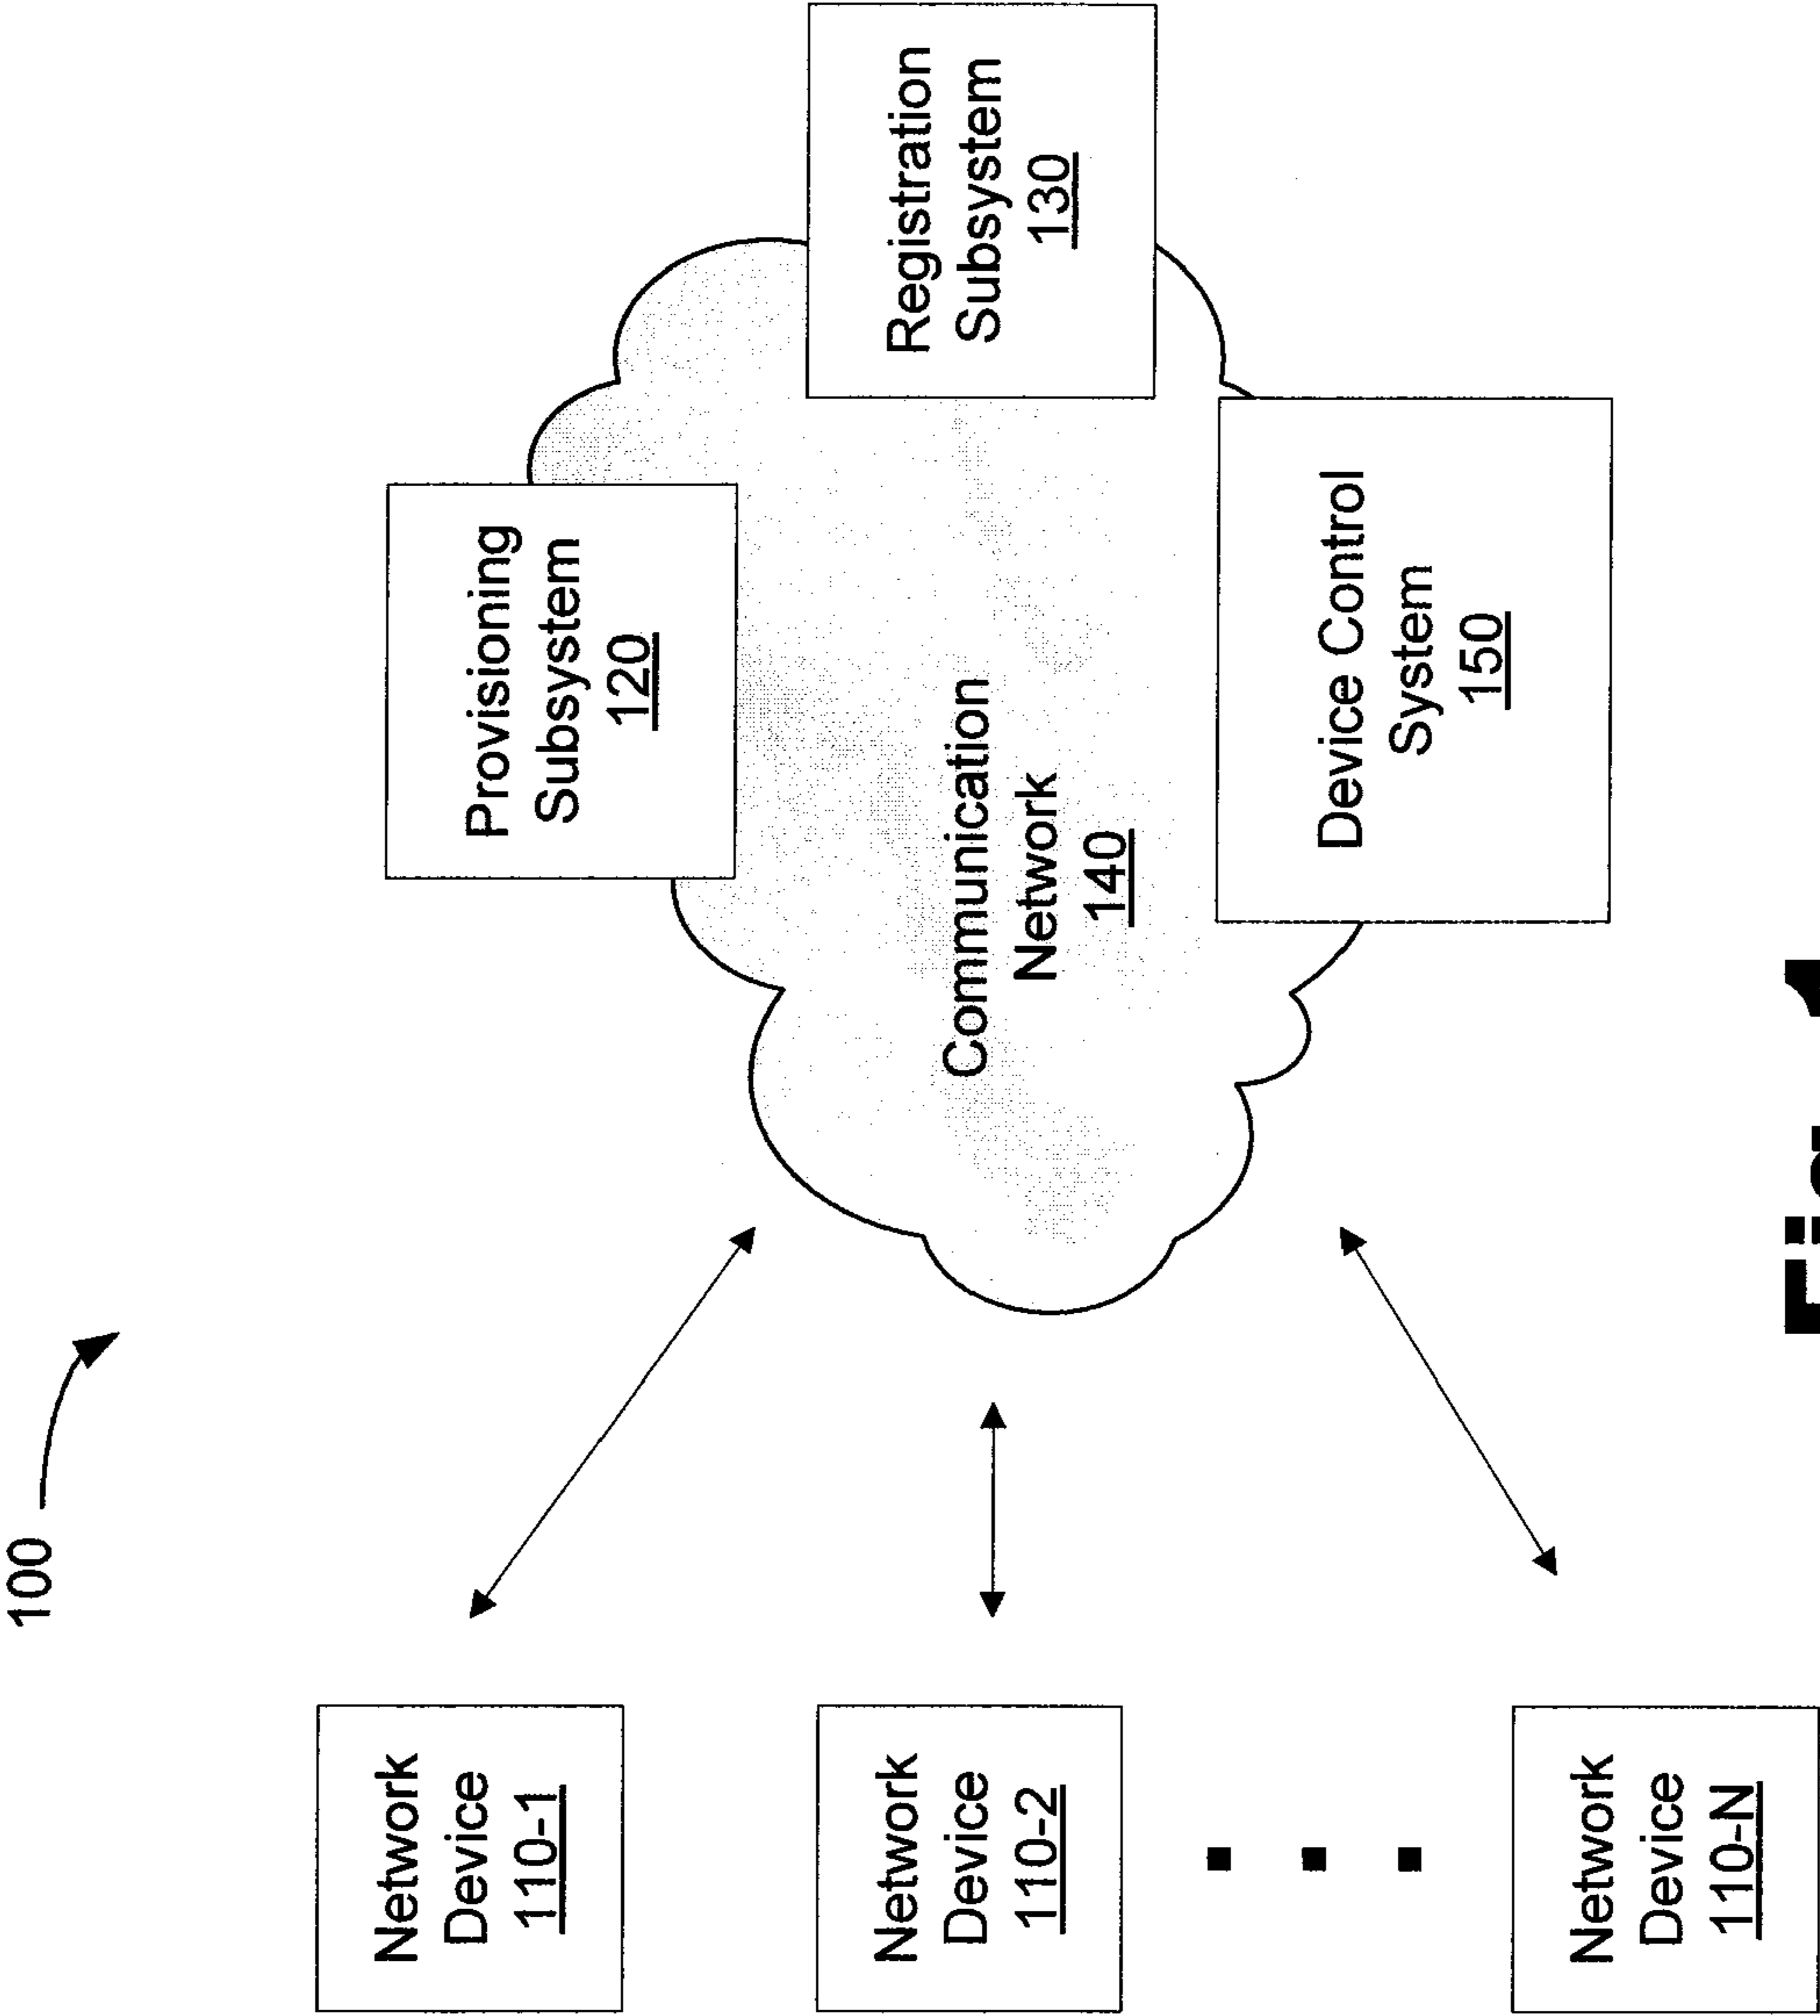 100
Network
Device
110-1
Network
Device
110-2
Network
Device
110-N
Provisioning
Subsystem
120
Communication
Network
140
Registration
Subsystem
130
Device Control
System
150